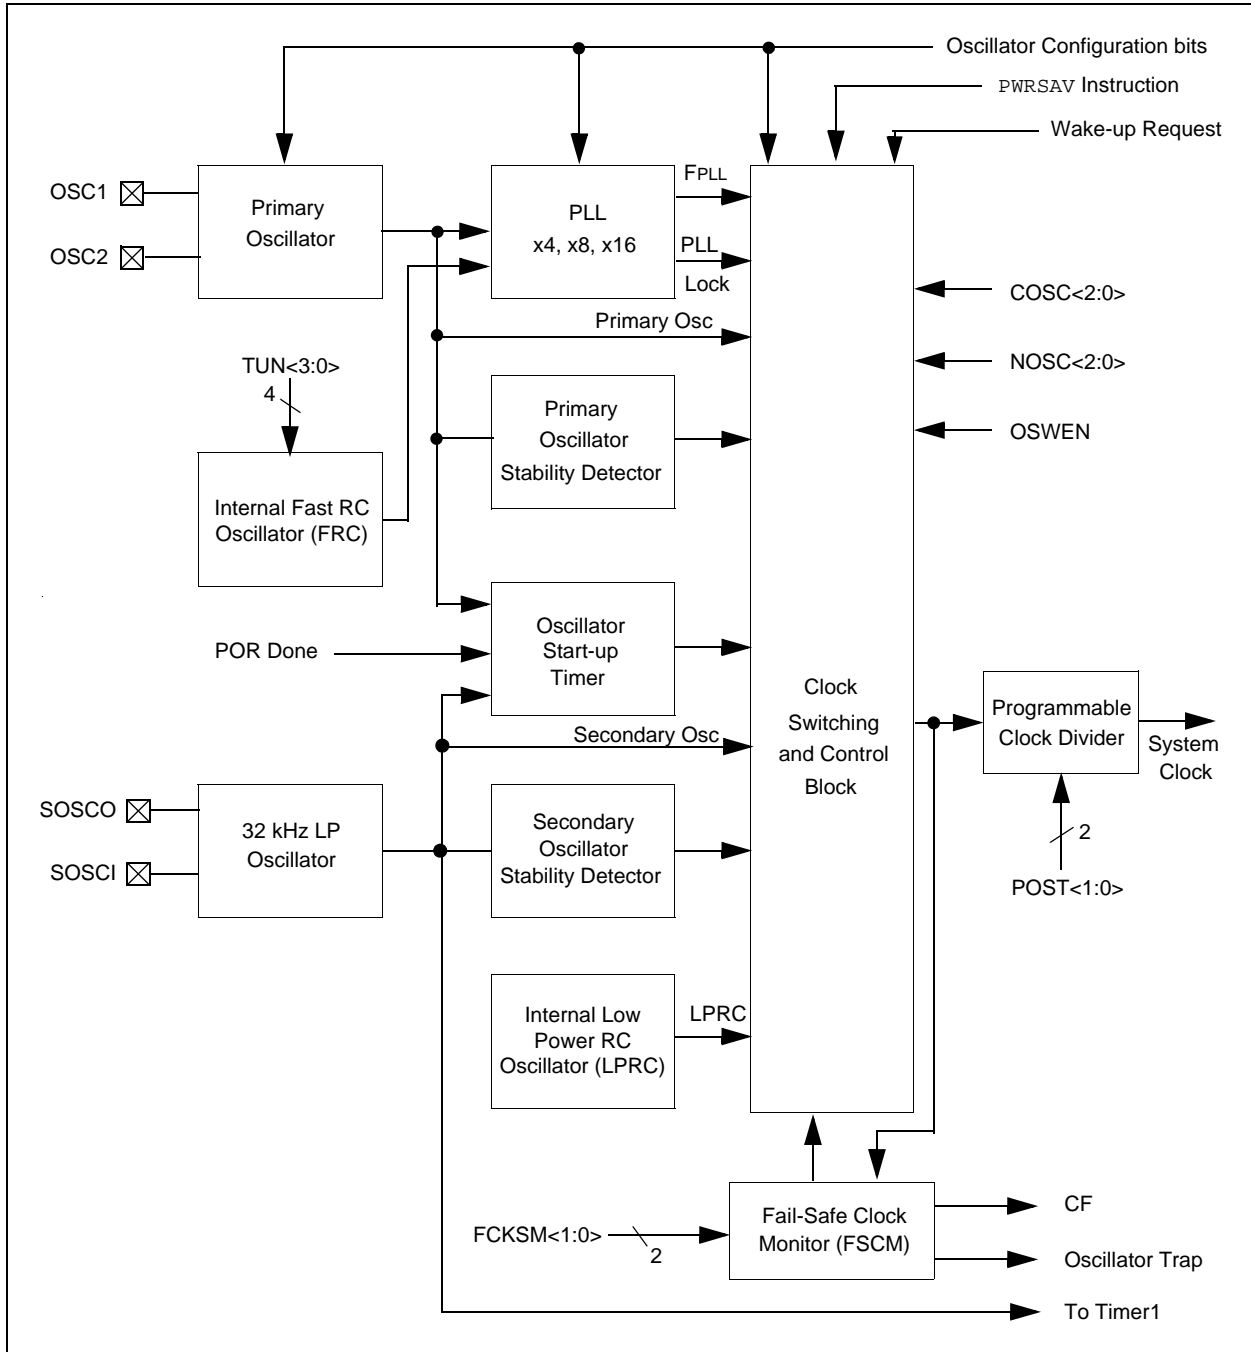 Oscillator Configuration bits
PWRSAV Instruction
Wake-up Request
OSC1
OSC2
Primary
Oscillator
PLL
x4, x8, x16
FPLL
PLL
Lock
Primary Osc
COSC<2:0>
NOSC<2:0>
OSWEN
TUN<3:0>
4
Primary
Oscillator
Stability Detector
Internal Fast RC
Oscillator (FRC)
POR Done
Oscillator
Start-up
Timer
Secondary Osc
Clock
Switching
and Control
Block
Programmable
Clock Divider
System
Clock
2
POST<1:0>
SOSCO
SOSCI
32 kHz LP
Oscillator
Secondary
Oscillator
Stability Detector
Internal Low
Power RC
Oscillator (LPRC)
LPRC
FCKSM<1:0>
2
Fail-Safe Clock
Monitor (FSCM)
CF
Oscillator Trap
To Timer1